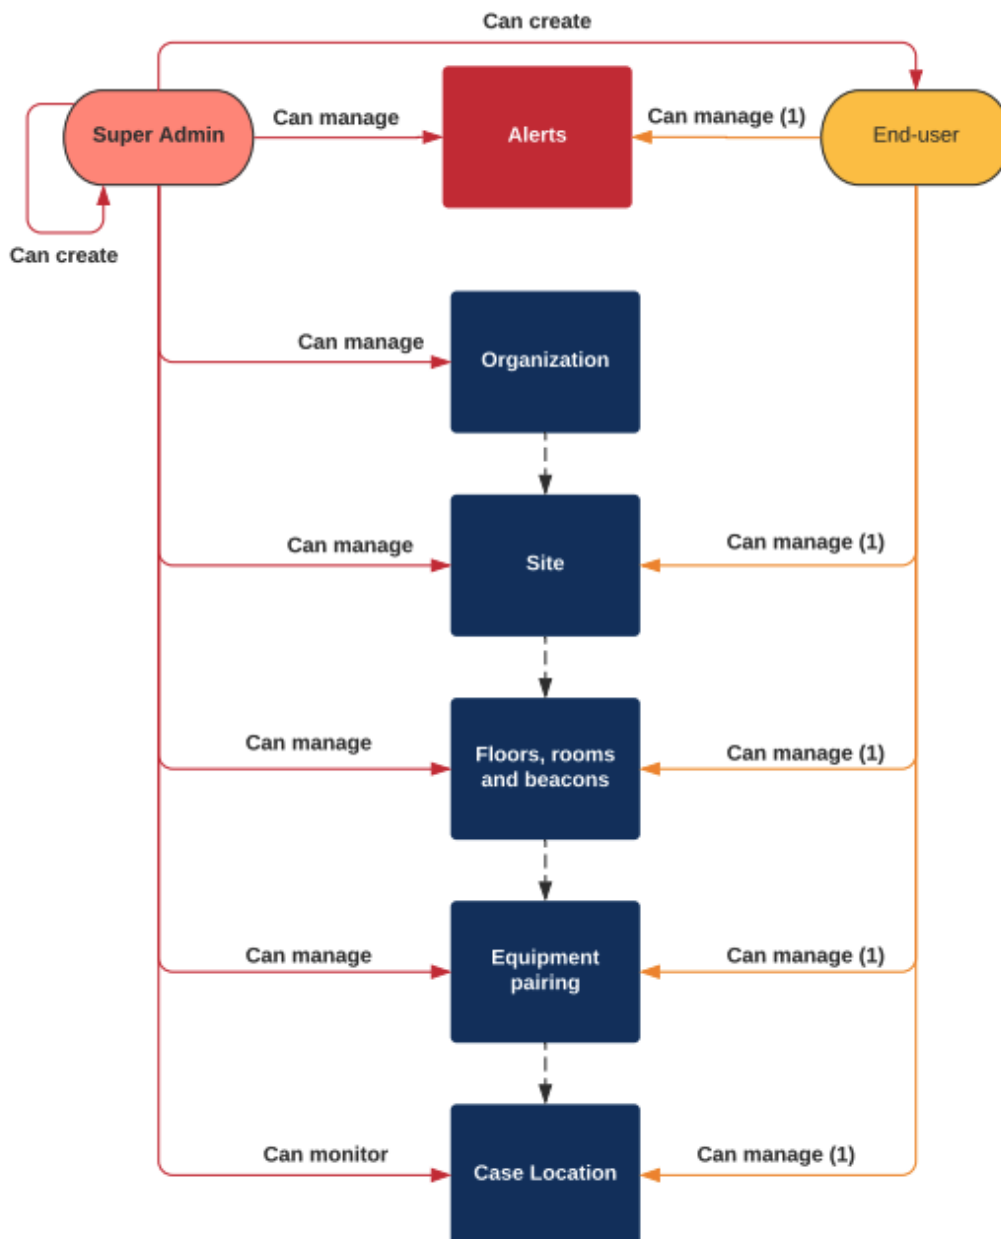 Can create
Super Admin
Can manage
Alerts
Can manage (1)
End-user
Can create
Can manage
Organization
Can manage
Site
Can manage (1)
Can manage
Floors, rooms
and beacons
Can manage (1)
Can manage
Equipment
pairing
Can manage (1)
Can monitor
Case Location
Can manage (1)